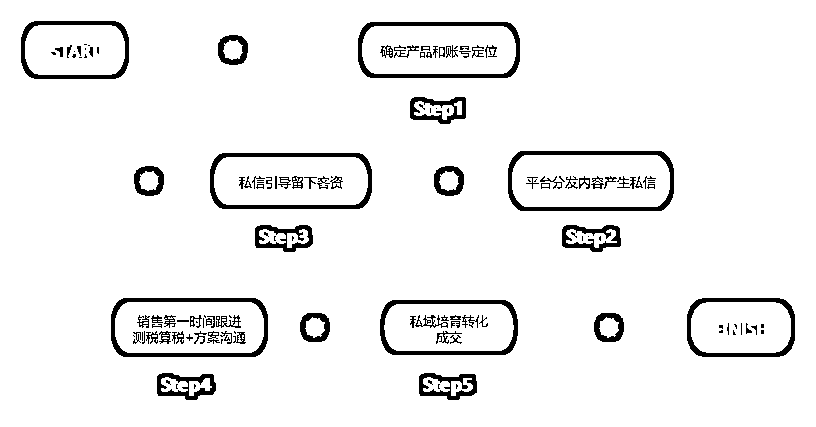 START
确定产品和账号定位
Step1
平台分发内容产生私信
Step2
私信引导留下客资
Step3
销售第一时间跟进
测税算税+方案沟通
Step4
私域培育转化
成交
Step5
FINISH